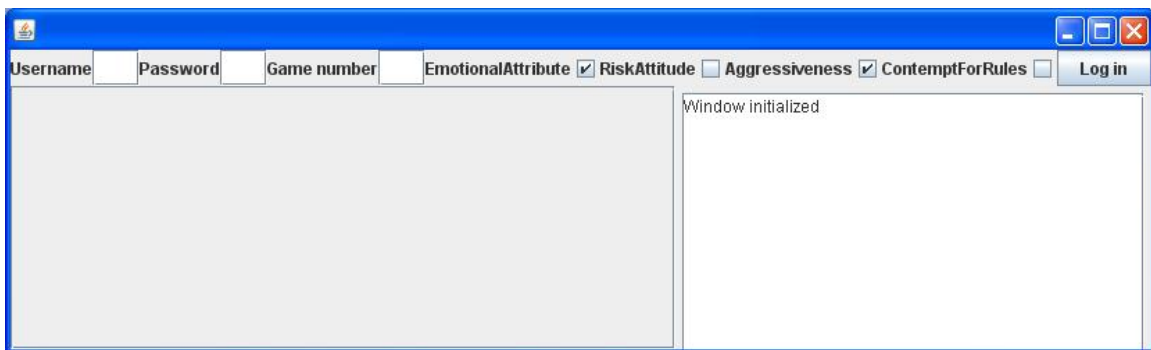 Username Password Game number EmotionalAttribute RiskAttitude Aggressiveness ContemptForRules Log in
Window initialized